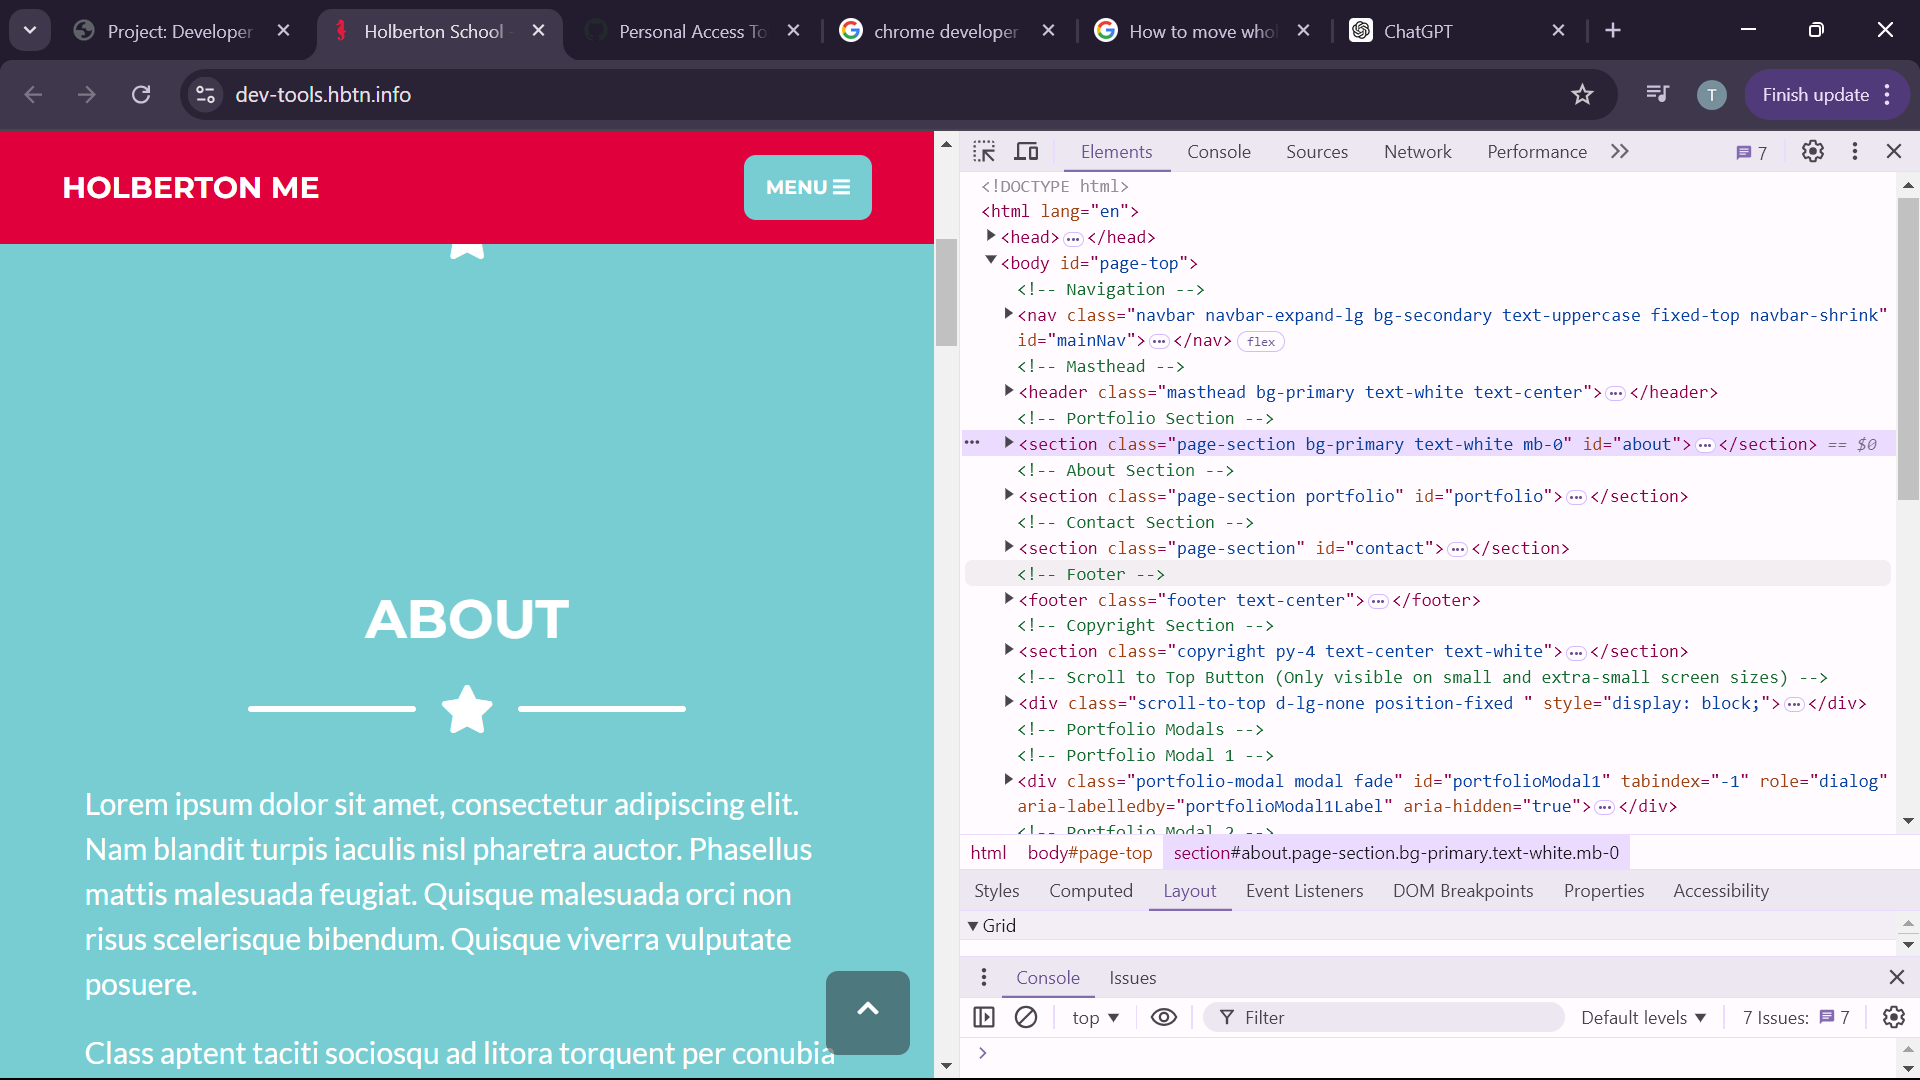 Project: Developer
Holberton School -
Personal Access To
chrome developer
How to move whol
ChatGPT
dev-tools.hbtn.info
T
Finish update
HOLBERTON ME
MENU
ABOUT
Lorem ipsum dolor sit amet, consectetur adipiscing elit.
Nam blandit turpis iaculis nisl pharetra auctor. Phasellus
mattis malesuada feugiat. Quisque malesuada orci non
risus scelerisque bibendum. Quisque viverra vulputate
posuere.
Class aptent taciti sociosqu ad litora torquent per conubia
Elements Console Sources Network Performance 7
<!DOCTYPE html>
<html lang="en">
<head>…</head>
<body id="page-top">
<!-- Navigation -->
<nav class="navbar navbar-expand-lg bg-secondary text-uppercase fixed-top navbar-shrink"
id="mainNav">…</nav> flex
<!-- Masthead -->
<header class="masthead bg-primary text-white text-center">…</header>
<!-- Portfolio Section -->
<section class="page-section bg-primary text-white mb-0" id="about">…</section> == $0
<!-- About Section -->
<section class="page-section portfolio" id="portfolio">…</section>
<!-- Contact Section -->
<section class="page-section" id="contact">…</section>
<!-- Footer -->
<footer class="footer text-center">…</footer>
<!-- Copyright Section -->
<section class="copyright py-4 text-center text-white">…</section>
<!-- Scroll to Top Button (Only visible on small and extra-small screen sizes) -->
<div class="scroll-to-top d-lg-none position-fixed " style="display: block;">…</div>
<!-- Portfolio Modals -->
<!-- Portfolio Modal 1 -->
<div class="portfolio-modal modal fade" id="portfolioModal1" tabindex="-1" role="dialog"
aria-labelledby="portfolioModal1Label" aria-hidden="true">…</div>
<!-- Portfolio Modal 2 -->
html body#page-top section#about.page-section.bg-primary.text-white.mb-0
Styles Computed Layout Event Listeners DOM Breakpoints Properties Accessibility
Grid
Console Issues
top Filter Default levels 7 Issues: 7